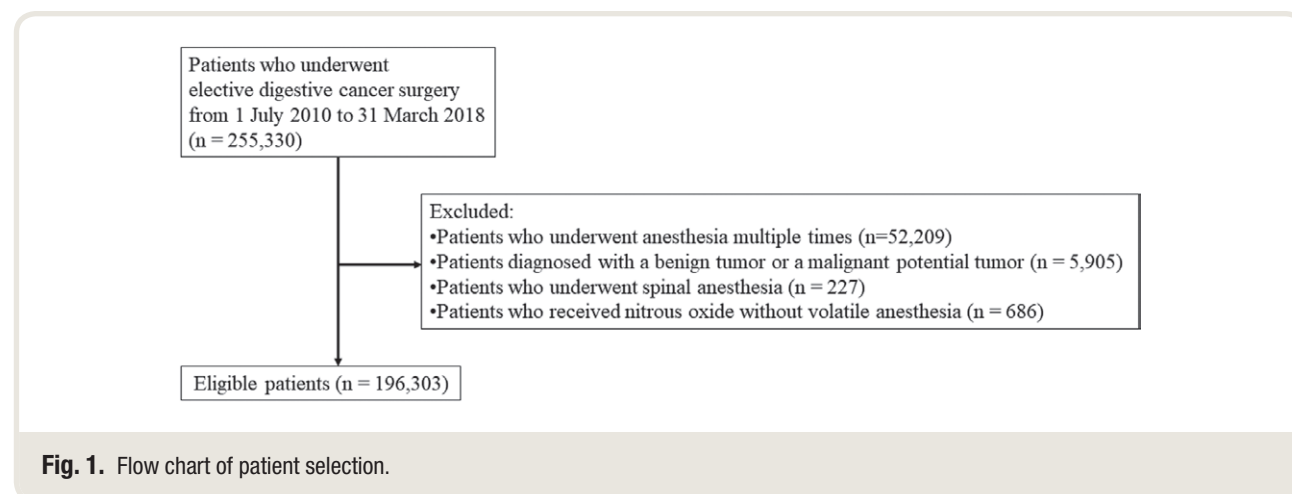 Patients who underwent
elective digestive cancer surgery
from 1 July 2010 to 31 March 2018
(n = 255,330)
Excluded:
•Patients who underwent anesthesia multiple times (n=52,209)
•Patients diagnosed with a benign tumor or a malignant potential tumor (n = 5,905)
•Patients who underwent spinal anesthesia (n = 227)
•Patients who received nitrous oxide without volatile anesthesia (n = 686)
Eligible patients (n = 196,303)
Fig. 1. Flow chart of patient selection.